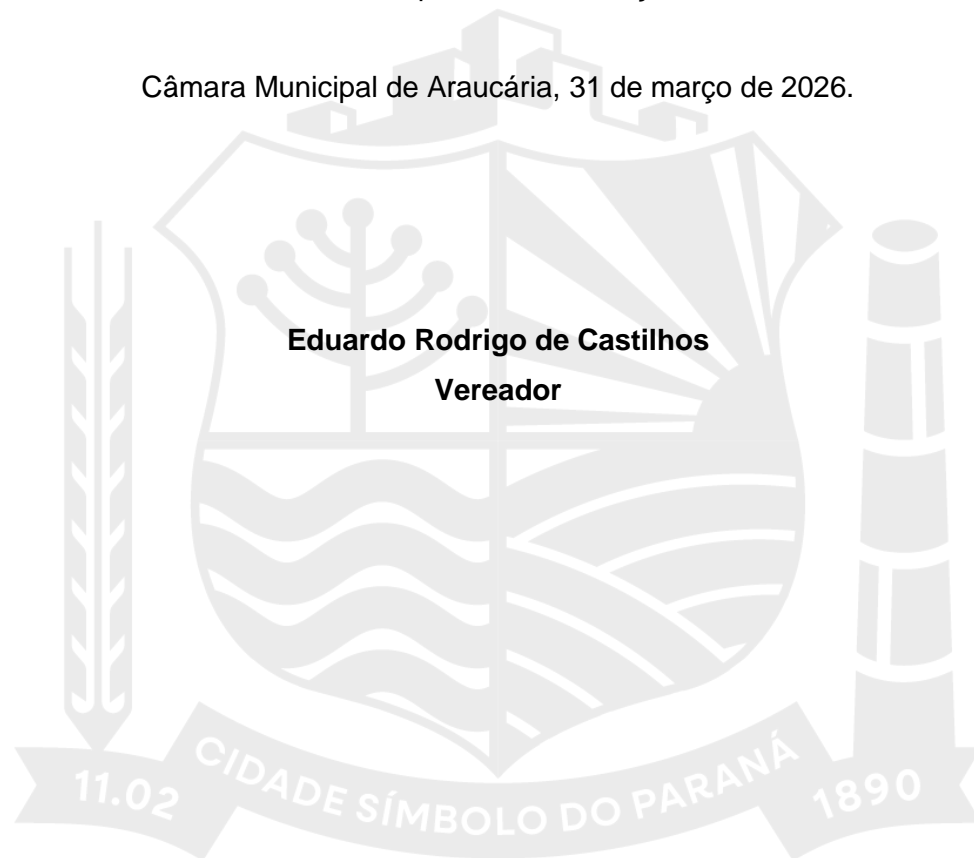 Câmara Municipal de Araucária, 31 de março de 2026.
Eduardo Rodrigo de Castilhos
Vereador
11.02 CIDADE SÍMBOLO DO PARANÁ 1890